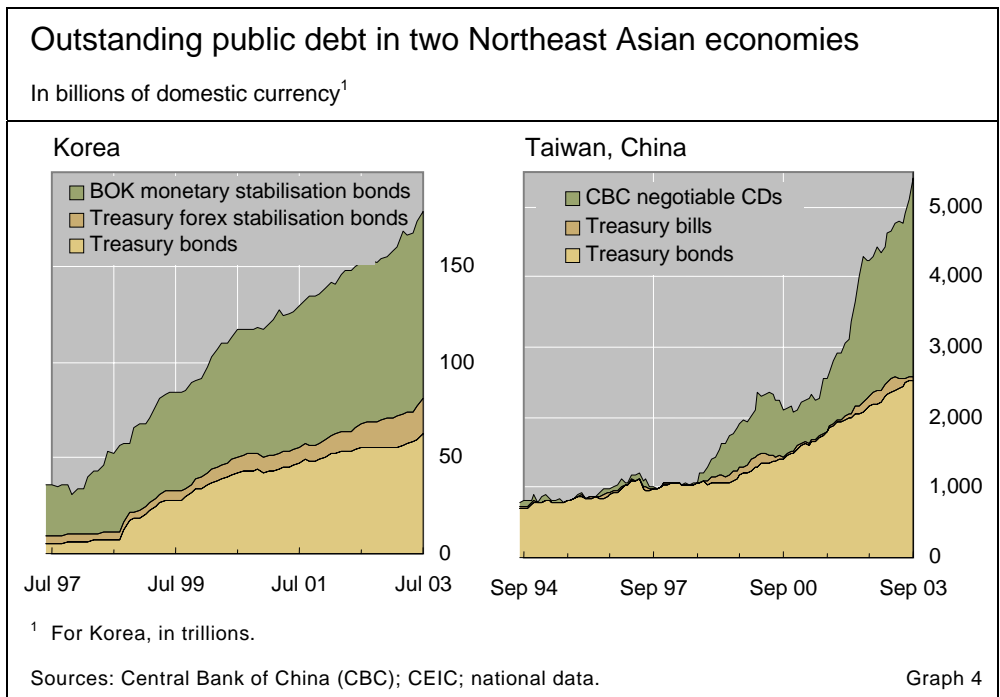 Outstanding public debt in two Northeast Asian economies
In billions of domestic currency¹
Korea
BOK monetary stabilisation bonds
Treasury forex stabilisation bonds
Treasury bonds
150
100
50
0
Jul 97 Jul 99 Jul 01 Jul 03
Taiwan, China
CBC negotiable CDs
Treasury bills
Treasury bonds
5,000
4,000
3,000
2,000
1,000
0
Sep 94 Sep 97 Sep 00 Sep 03
¹ For Korea, in trillions.
Sources: Central Bank of China (CBC); CEIC; national data. Graph 4